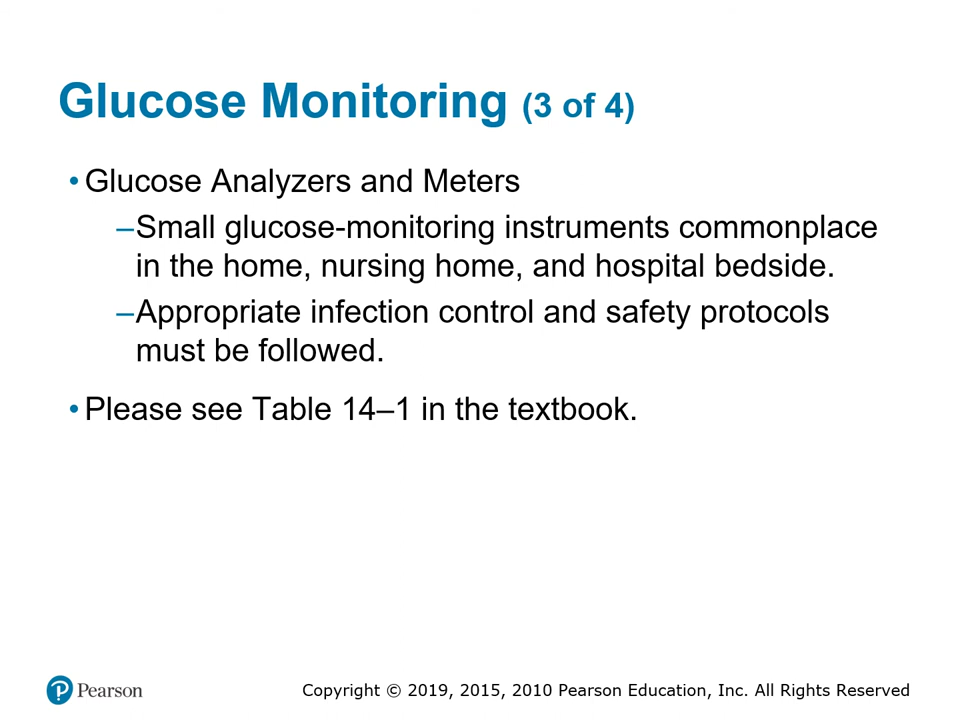 Glucose Monitoring (3 of 4)
• Glucose Analyzers and Meters
–Small glucose-monitoring instruments commonplace
in the home, nursing home, and hospital bedside.
–Appropriate infection control and safety protocols
must be followed.
• Please see Table 14–1 in the textbook.
Pearson
Copyright © 2019, 2015, 2010 Pearson Education, Inc. All Rights Reserved